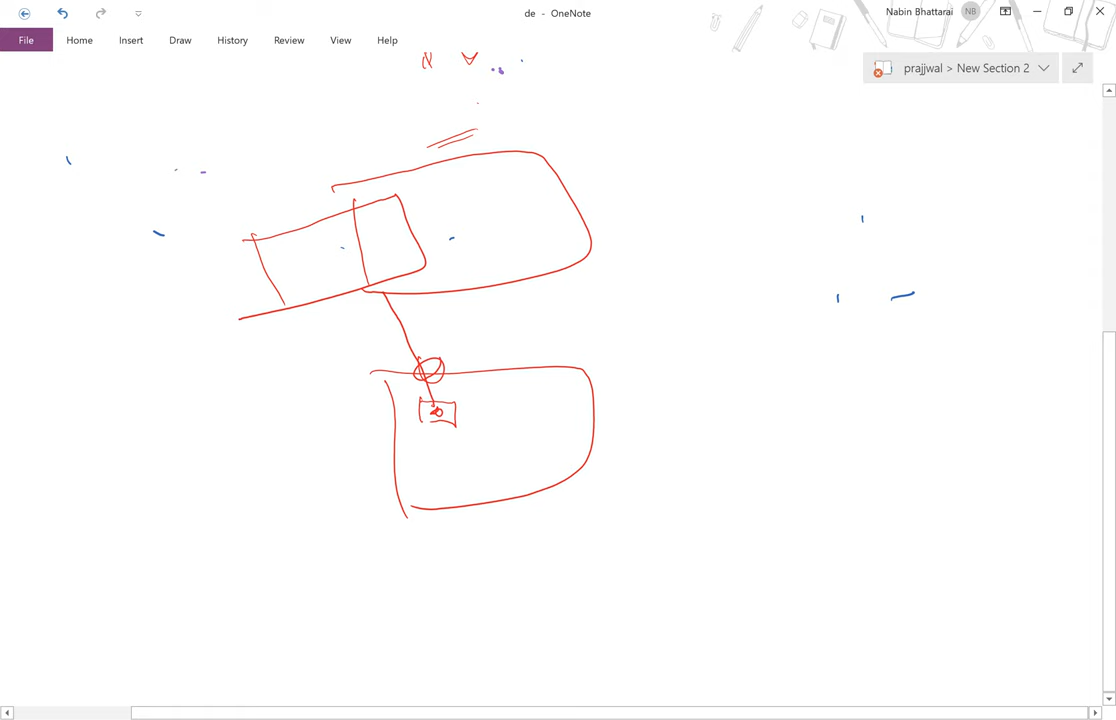 de - OneNote
Nabin Bhattarai NB
File Home Insert Draw History Review View Help
prajjwal > New Section 2